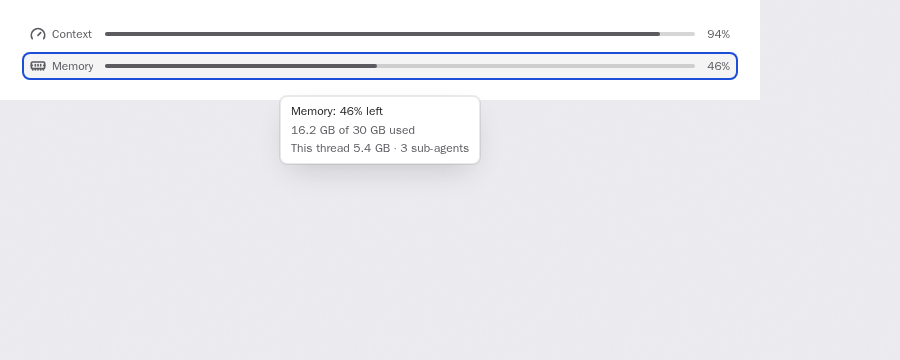 Context 94%
Memory 46%
Memory: 46% left
16.2 GB of 30 GB used
This thread 5.4 GB · 3 sub-agents